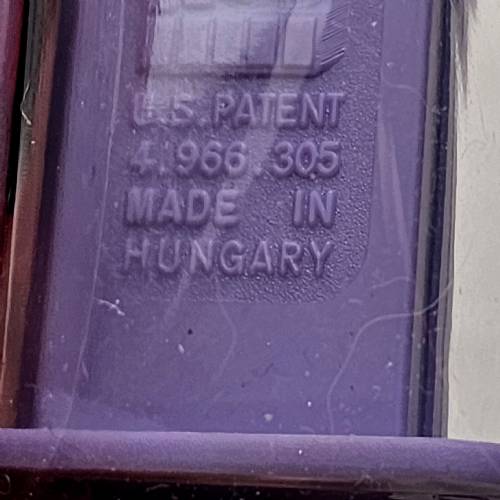 U.S. PATENT
4.966.305
MADE IN
HUNGARY